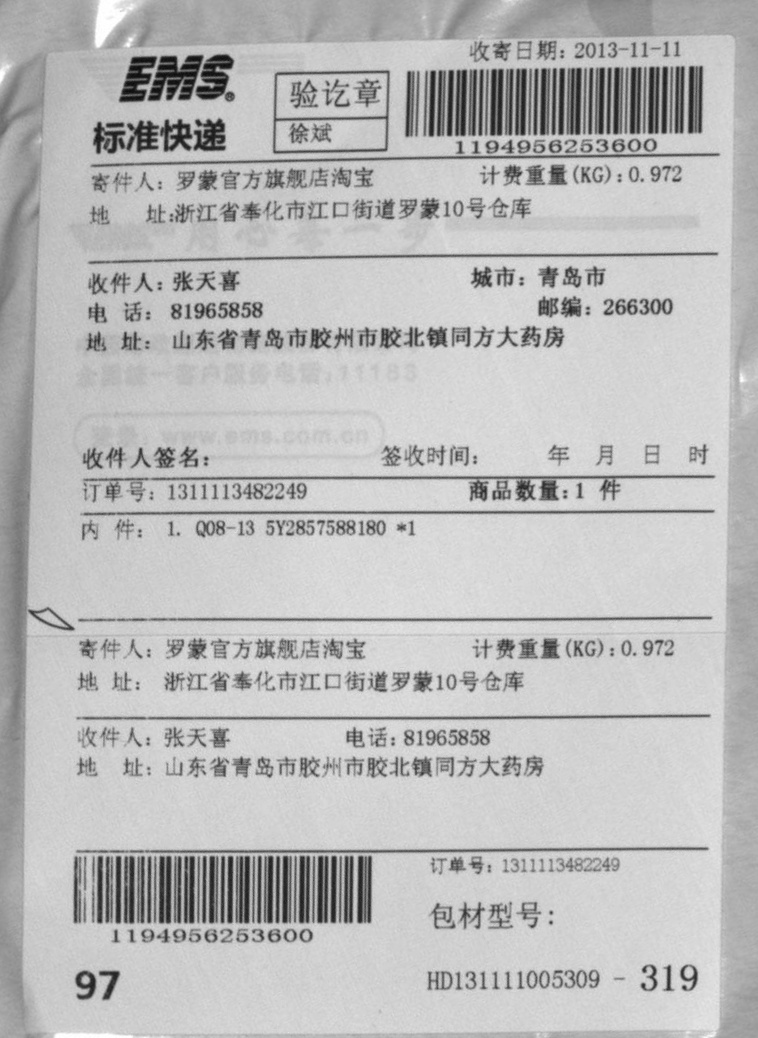 收寄日期：2013-11-11
EMS®
标准快递
验讫章
徐斌
1194956253600
寄件人：罗蒙官方旗舰店淘宝 计费重量(KG)：0.972
地 址:浙江省奉化市江口街道罗蒙10号仓库
收件人：张天喜 城市：青岛市
电 话：81965858 邮编：266300
地 址：山东省青岛市胶州市胶北镇同方大药房
全国统一客户服务电话:11183
登录：www.ems.com.cn
收件人签名： 签收时间： 年 月 日 时
订单号：1311113482249 商品数量:1 件
内 件： 1. Q08-13 5Y2857588180 *1
寄件人：罗蒙官方旗舰店淘宝 计费重量(KG)：0.972
地 址： 浙江省奉化市江口街道罗蒙10号仓库
收件人：张天喜 电话：81965858
地 址：山东省青岛市胶州市胶北镇同方大药房
订单号：1311113482249
1194956253600
包材型号：
97
HD131111005309 - 319